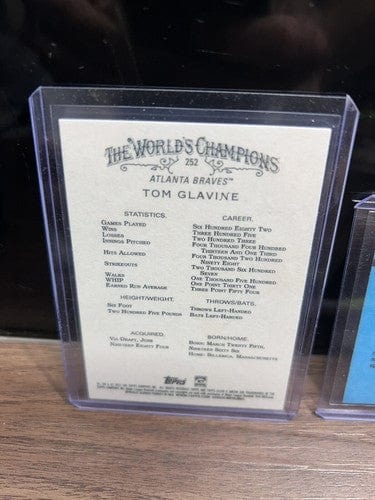 THE WORLD'S CHAMPIONS
252
ATLANTA BRAVES™
TOM GLAVINE
STATISTICS. CAREER.
GAMES PLAYED SIX HUNDRED EIGHTY TWO
WINS THREE HUNDRED FIVE
LOSSES TWO HUNDRED THREE
INNINGS PITCHED FOUR THOUSAND FOUR HUNDRED
THIRTEEN AND ONE THIRD
HITS ALLOWED FOUR THOUSAND TWO HUNDRED
NINETY EIGHT
STRIKEOUTS TWO THOUSAND SIX HUNDRED
SEVEN
WALKS ONE THOUSAND FIVE HUNDRED
WHIP ONE POINT THIRTY ONE
EARNED RUN AVERAGE THREE POINT FIFTY FOUR
HEIGHT/WEIGHT. THROWS/BATS.
SIX FOOT THROWS LEFT-HANDED
TWO HUNDRED FIVE POUNDS BATS LEFT-HANDED
ACQUIRED. BORN/HOME.
VIA DRAFT, JUNE BORN: MARCH TWENTY FIFTH,
NINETEEN EIGHTY FOUR NINETEEN SIXTY SIX
HOME: BILLERICA, MASSACHUSETTS
Topps